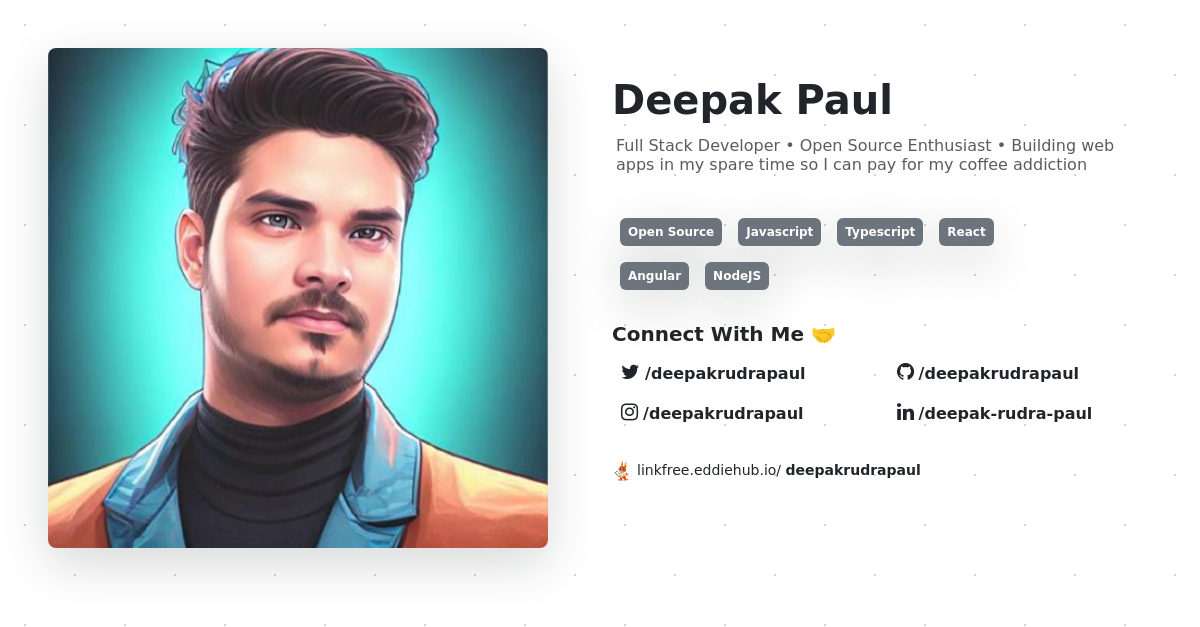 Deepak Paul
Full Stack Developer • Open Source Enthusiast • Building web
apps in my spare time so I can pay for my coffee addiction
Open Source Javascript Typescript React
Angular NodeJS
Connect With Me 🤝
/deepakrudrapaul /deepakrudrapaul
/deepakrudrapaul /deepak-rudra-paul
linkfree.eddiehub.io/ deepakrudrapaul